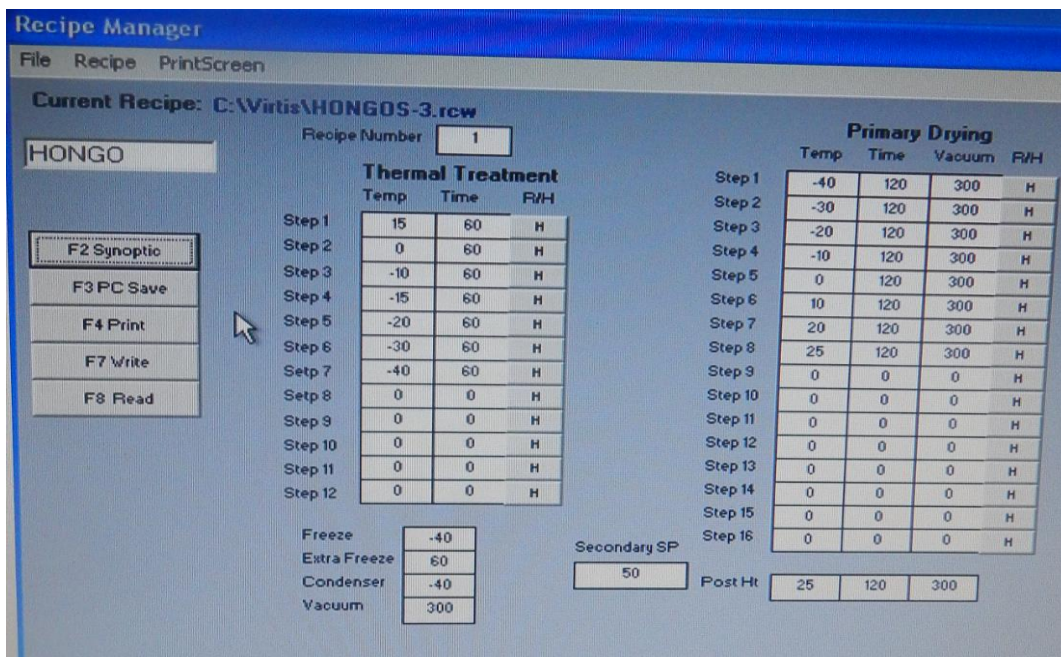 Recipe Manager
File Recipe PrintScreen
Current Recipe: C:\Virtis\HONGOS-3.rcw
Recipe Number 1
HONGO
F2 Synoptic
F3 PC Save
F4 Print
F7 Write
F8 Read
Thermal Treatment
Temp Time R/H
Step 1 15 60 H
Step 2 0 60 H
Step 3 -10 60 H
Step 4 -15 60 H
Step 5 -20 60 H
Step 6 -30 60 H
Setp 7 -40 60 H
Setp 8 0 0 H
Step 9 0 0 H
Step 10 0 0 H
Step 11 0 0 H
Step 12 0 0 H
Freeze -40
Extra Freeze 60
Condenser -40
Vacuum 300
Secondary SP
50
Primary Drying
Temp Time Vacuum R/H
Step 1 -40 120 300 H
Step 2 -30 120 300 H
Step 3 -20 120 300 H
Step 4 -10 120 300 H
Step 5 0 120 300 H
Step 6 10 120 300 H
Step 7 20 120 300 H
Step 8 25 120 300 H
Step 9 0 0 0 H
Step 10 0 0 0 H
Step 11 0 0 0 H
Step 12 0 0 0 H
Step 13 0 0 0 H
Step 14 0 0 0 H
Step 15 0 0 0 H
Step 16 0 0 0 H
Post Ht 25 120 300